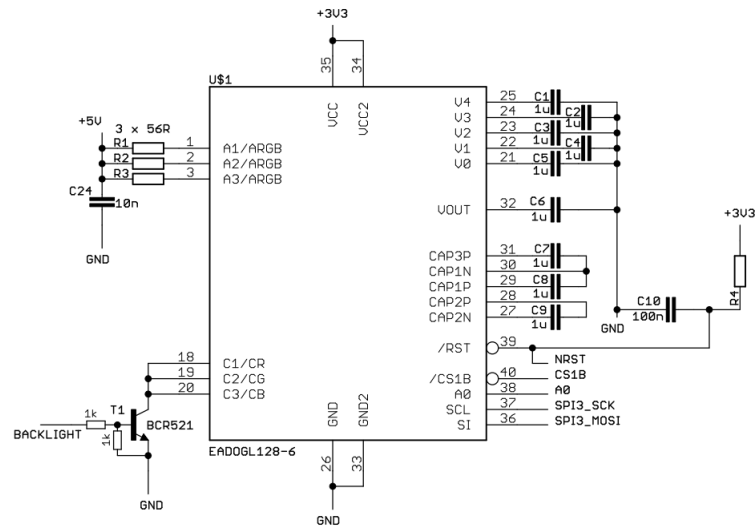 +3V3
35
34
U$1
VCC
VCC2
+5V
3 x 56R
R1
R2
R3
1
2
3
A1/ARGB
A2/ARGB
A3/ARGB
C24
10n
GND
V4
V3
V2
V1
V0
25
24
23
22
21
C1
1u
C2
1u
C3
1u
C4
1u
C5
1u
VOUT
32
C6
1u
+3V3
R4
CAP3P
CAP1N
CAP1P
CAP2P
CAP2N
31
30
29
28
27
C7
1u
C8
1u
C9
1u
GND
C10
100n
/RST
39
NRST
/CS1B
40
CS1B
A0
38
A0
SCL
37
SPI3_SCK
SI
36
SPI3_MOSI
18
19
20
C1/CR
C2/CG
C3/CB
T1
BCR521
1k
1k
BACKLIGHT
GND
GND
GND2
EADOGL128-6
26
33
GND